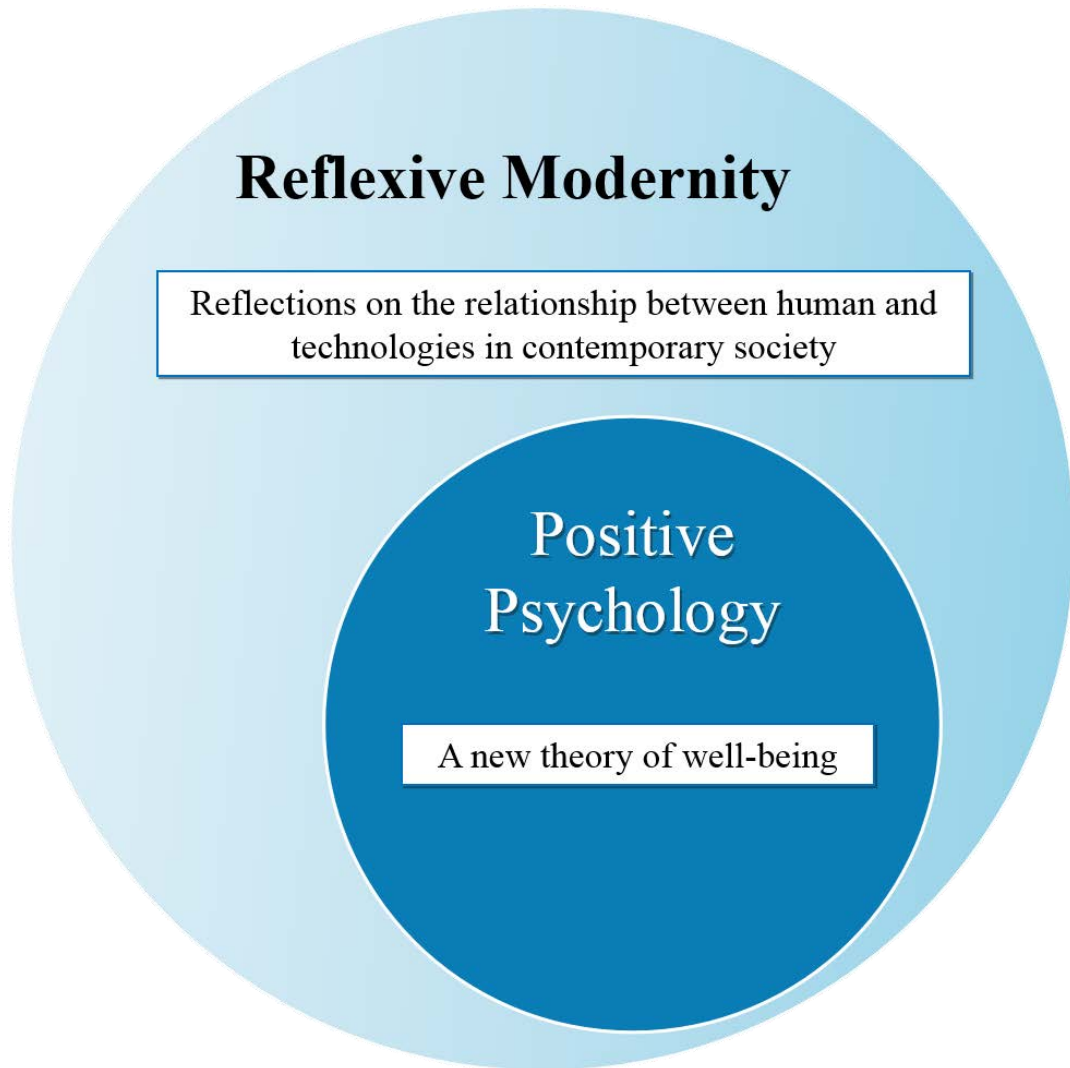 Reflexive Modernity
Reflections on the relationship between human and
technologies in contemporary society
Positive
Psychology
A new theory of well-being